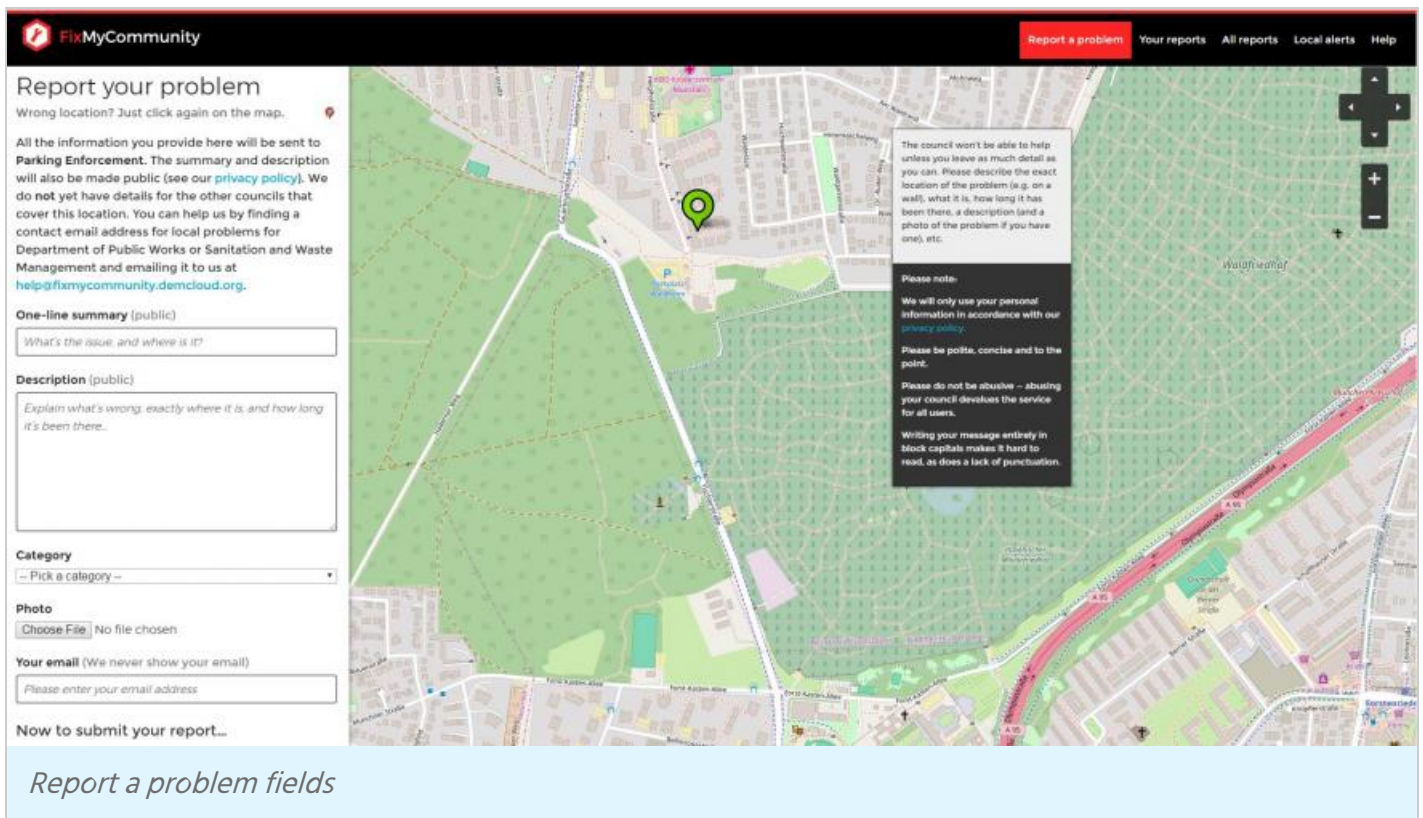 FixMyCommunity
Report a problem
Your reports
All reports
Local alerts
Help
Report your problem
Wrong location? Just click again on the map.
All the information you provide here will be sent to
Parking Enforcement. The summary and description
will also be made public (see our privacy policy). We
do not yet have details for the other councils that
cover this location. You can help us by finding a
contact email address for local problems for
Department of Public Works or Sanitation and Waste
Management and emailing it to us at
help@fixmycommunity.demcloud.org.
One-line summary (public)
What's the issue, and where is it?
Description (public)
Explain what's wrong, exactly where it is, and how long
it's been there...
Category
-- Pick a category --
Photo
Choose File No file chosen
Your email (We never show your email)
Please enter your email address
Now to submit your report...
The council won't be able to help
unless you leave as much detail as
you can. Please describe the exact
location of the problem (e.g. on a
wall), what it is, how long it has
been there, a description (and a
photo of the problem if you have
one), etc.
Please note:
We will only use your personal
information in accordance with our
privacy policy.
Please be polite, concise and to the
point.
Please do not be abusive — abusing
your council devalues the service
for all users.
Writing your message entirely in
block capitals makes it hard to
read, as does a lack of punctuation.
P
Waldfriedhof
Olympiastraße
A 95
Olympiastraße
A 95
Forst-Kasten-Allee
Forst-Kasten-Allee
A 95
Report a problem fields